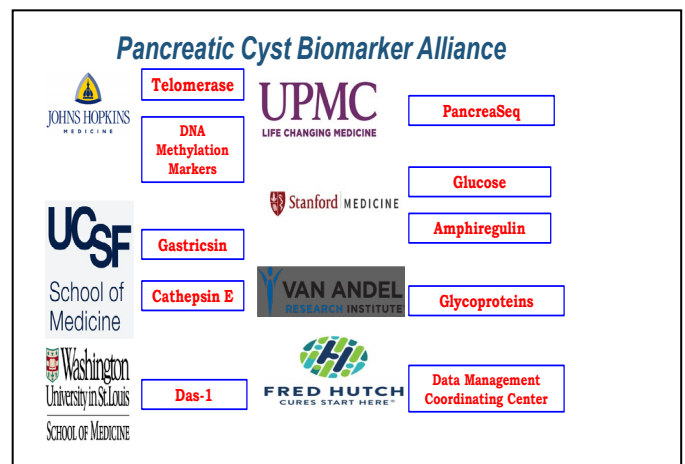 Pancreatic Cyst Biomarker Alliance
JOHNS HOPKINS
MEDICINE
Telomerase
DNA
Methylation
Markers
UPMC
LIFE CHANGING MEDICINE
PancreaSeq
Stanford MEDICINE
Glucose
Amphiregulin
UCSF
School of
Medicine
Gastricsin
Cathepsin E
VAN ANDEL
RESEARCH INSTITUTE
Glycoproteins
Washington
University in St. Louis
SCHOOL OF MEDICINE
Das-1
FRED HUTCH
CURES START HERE®
Data Management
Coordinating Center